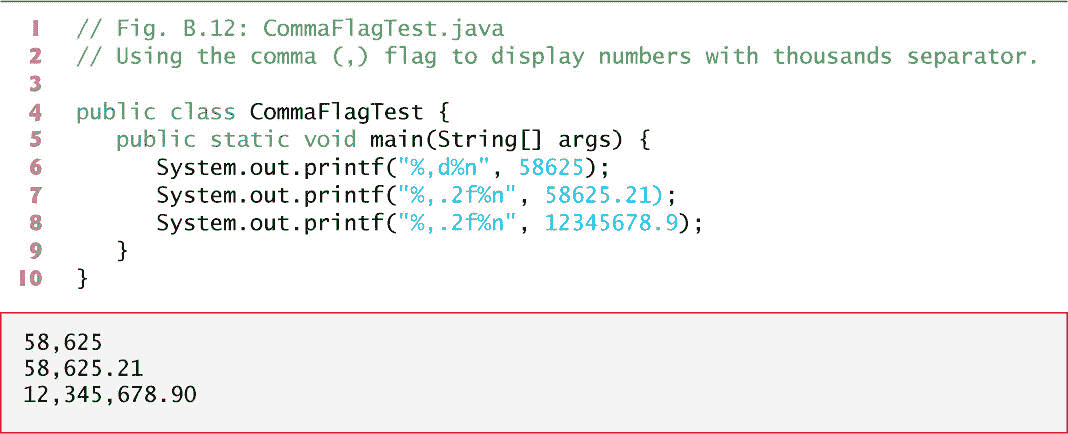 1 // Fig. B.12: CommaFlagTest.java
2 // Using the comma (,) flag to display numbers with thousands separator.
3
4 public class CommaFlagTest {
5 public static void main(String[] args) {
6 System.out.printf("%,d%n", 58625);
7 System.out.printf("%,.2f%n", 58625.21);
8 System.out.printf("%,.2f%n", 12345678.9);
9 }
10 }
58,625
58,625.21
12,345,678.90